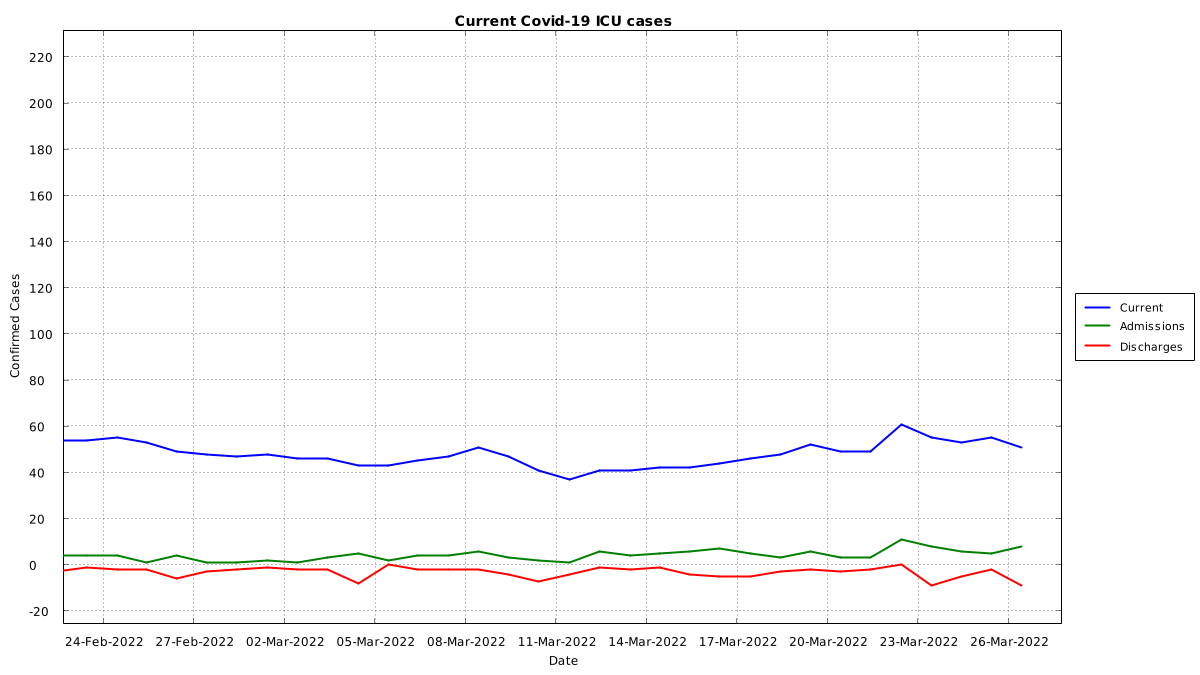 Current Covid-19 ICU cases
220
200
180
160
140
120
100
80
60
40
20
0
-20
Confirmed Cases
24-Feb-2022 27-Feb-2022 02-Mar-2022 05-Mar-2022 08-Mar-2022 11-Mar-2022 14-Mar-2022 17-Mar-2022 20-Mar-2022 23-Mar-2022 26-Mar-2022
Date
Current
Admissions
Discharges